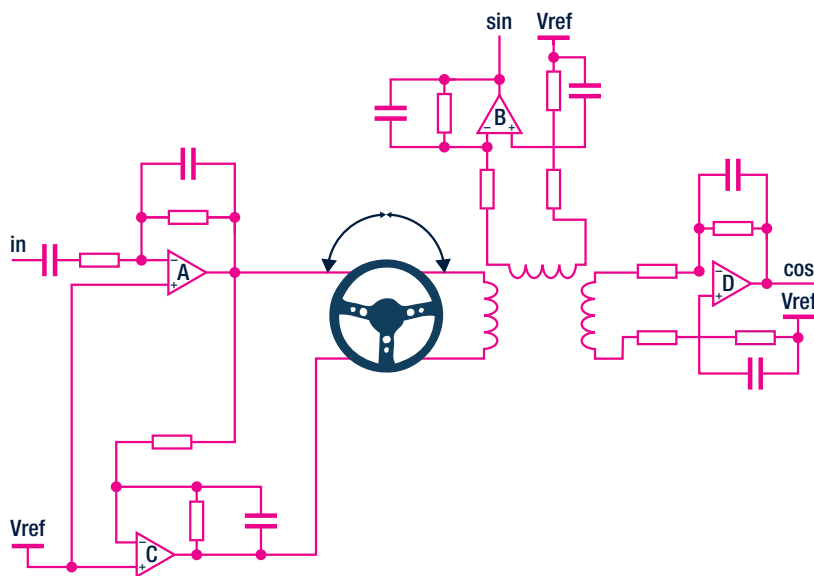 sin
Vref
B
- +
in
A
-
+
D
-
+
cos
Vref
Vref
C
-
+